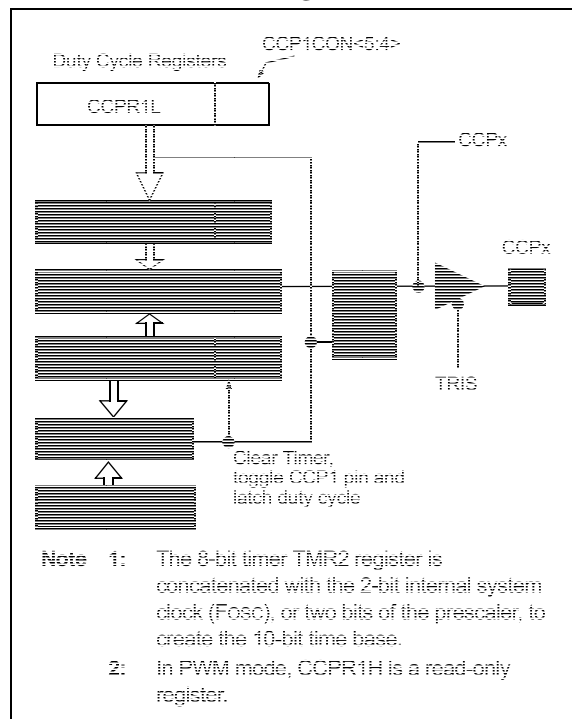 CCP1CON<5:4>
Duty Cycle Registers
CCPR1L
CCPx
CCPx
TRIS
Clear Timer,
toggle CCP1 pin and
latch duty cycle
Note 1: The 8-bit timer TMR2 register is
concatenated with the 2-bit internal system
clock (FOSC), or two bits of the prescaler, to
create the 10-bit time base.
2: In PWM mode, CCPR1H is a read-only
register.